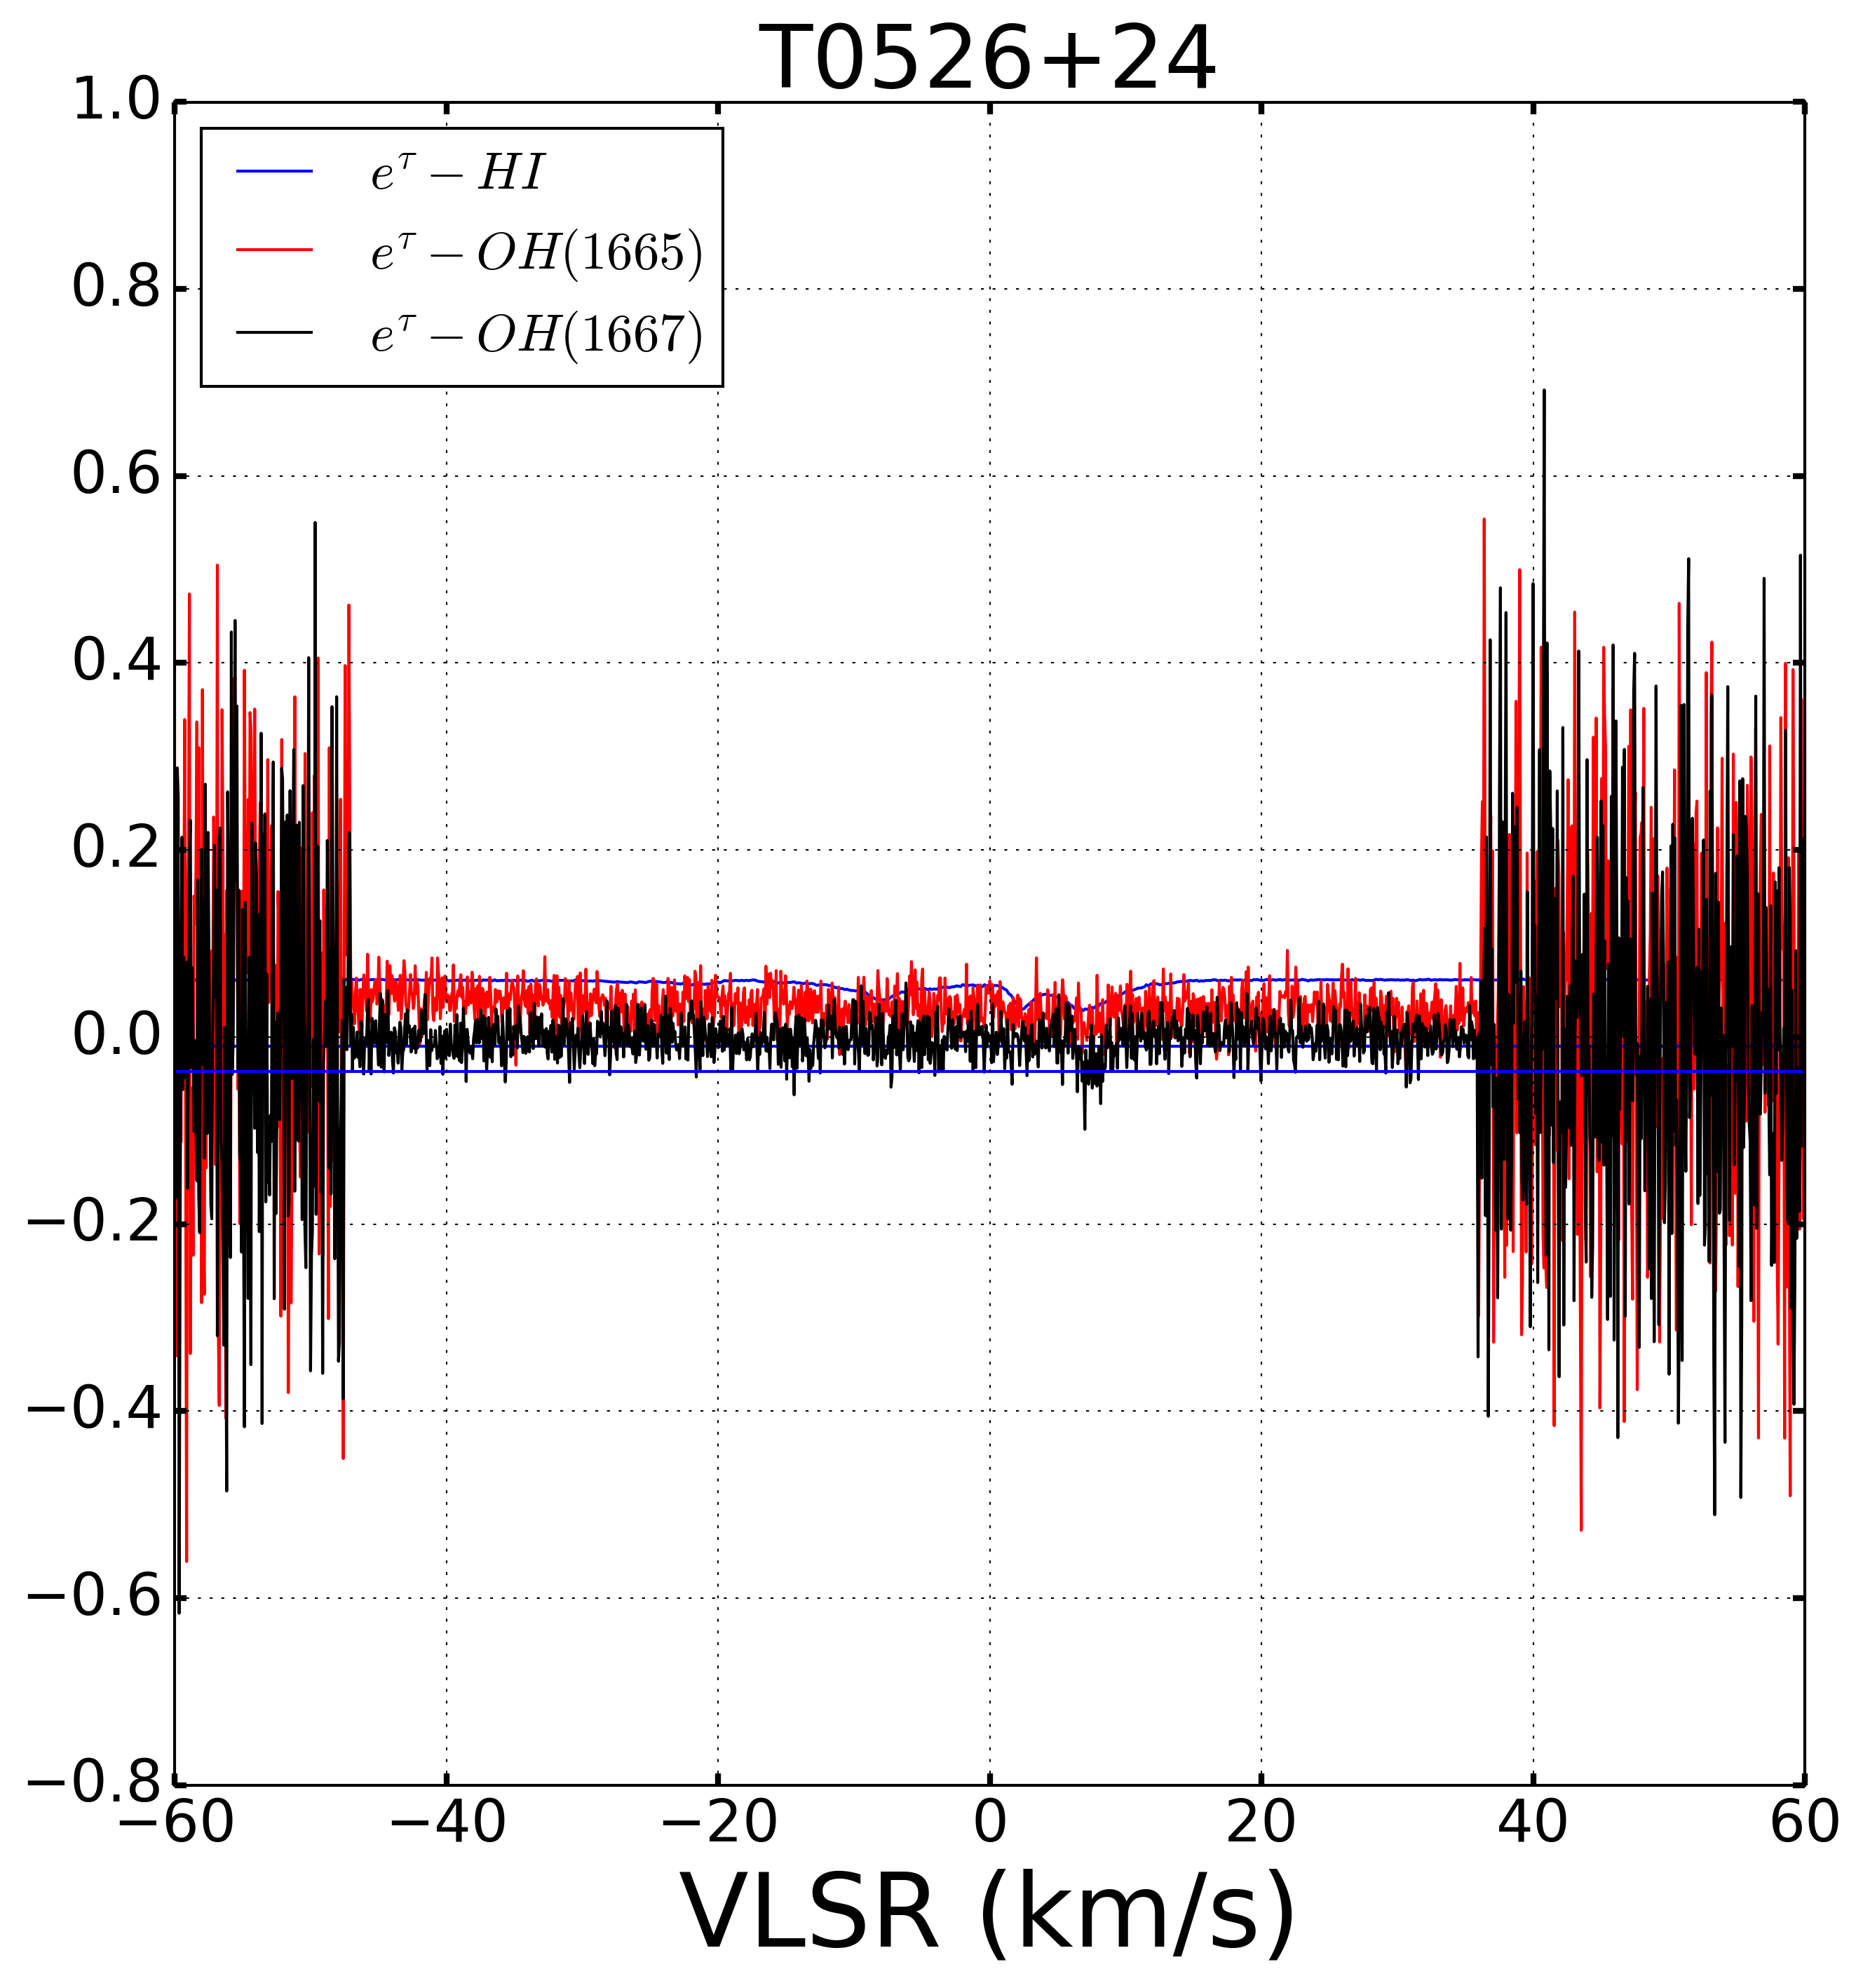 T0526+24
1.0
0.8
0.6
0.4
0.2
0.0
−0.2
−0.4
−0.6
−0.8
e^τ − HI
e^τ − OH(1665)
e^τ − OH(1667)
−60 −40 −20 0 20 40 60
VLSR (km/s)